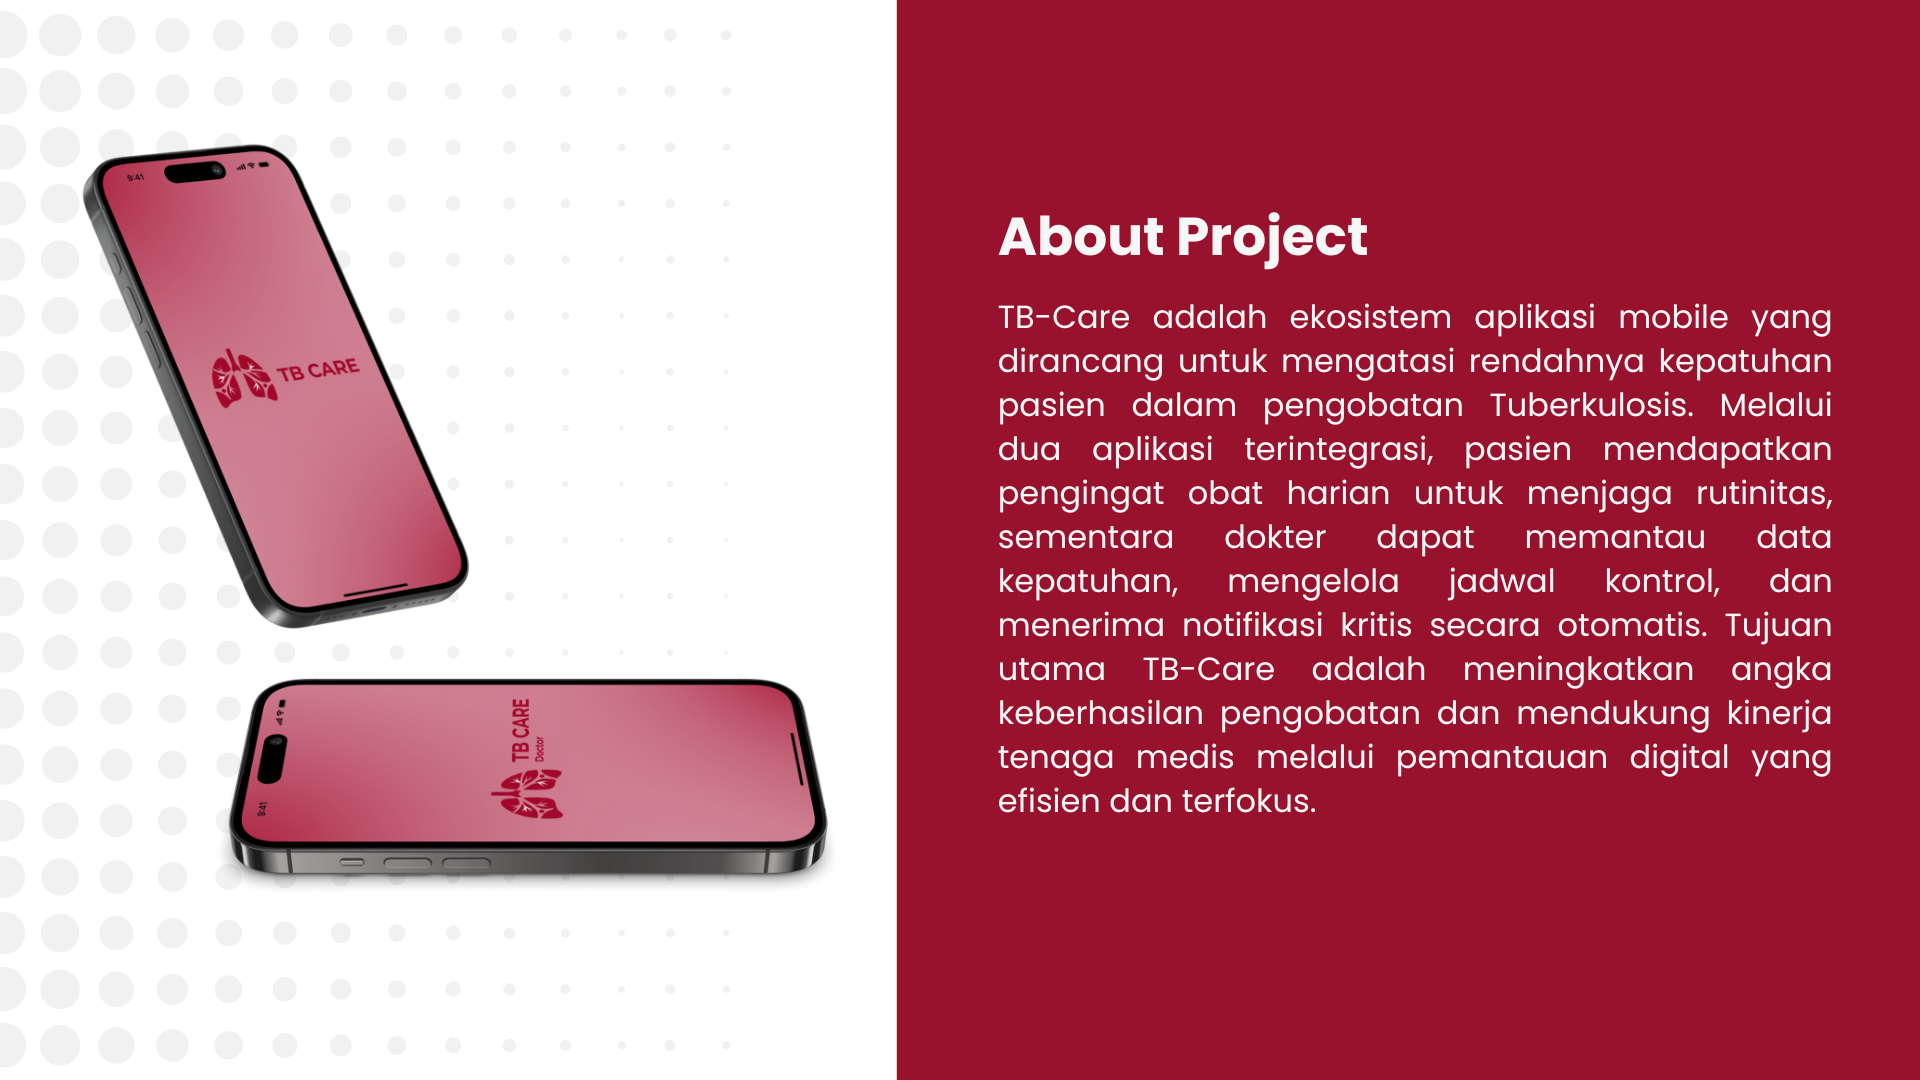 9:41
TB CARE
TB CARE
Doctor
9:41
About Project
TB-Care adalah ekosistem aplikasi mobile yang
dirancang untuk mengatasi rendahnya kepatuhan
pasien dalam pengobatan Tuberkulosis. Melalui
dua aplikasi terintegrasi, pasien mendapatkan
pengingat obat harian untuk menjaga rutinitas,
sementara dokter dapat memantau data
kepatuhan, mengelola jadwal kontrol, dan
menerima notifikasi kritis secara otomatis. Tujuan
utama TB-Care adalah meningkatkan angka
keberhasilan pengobatan dan mendukung kinerja
tenaga medis melalui pemantauan digital yang
efisien dan terfokus.